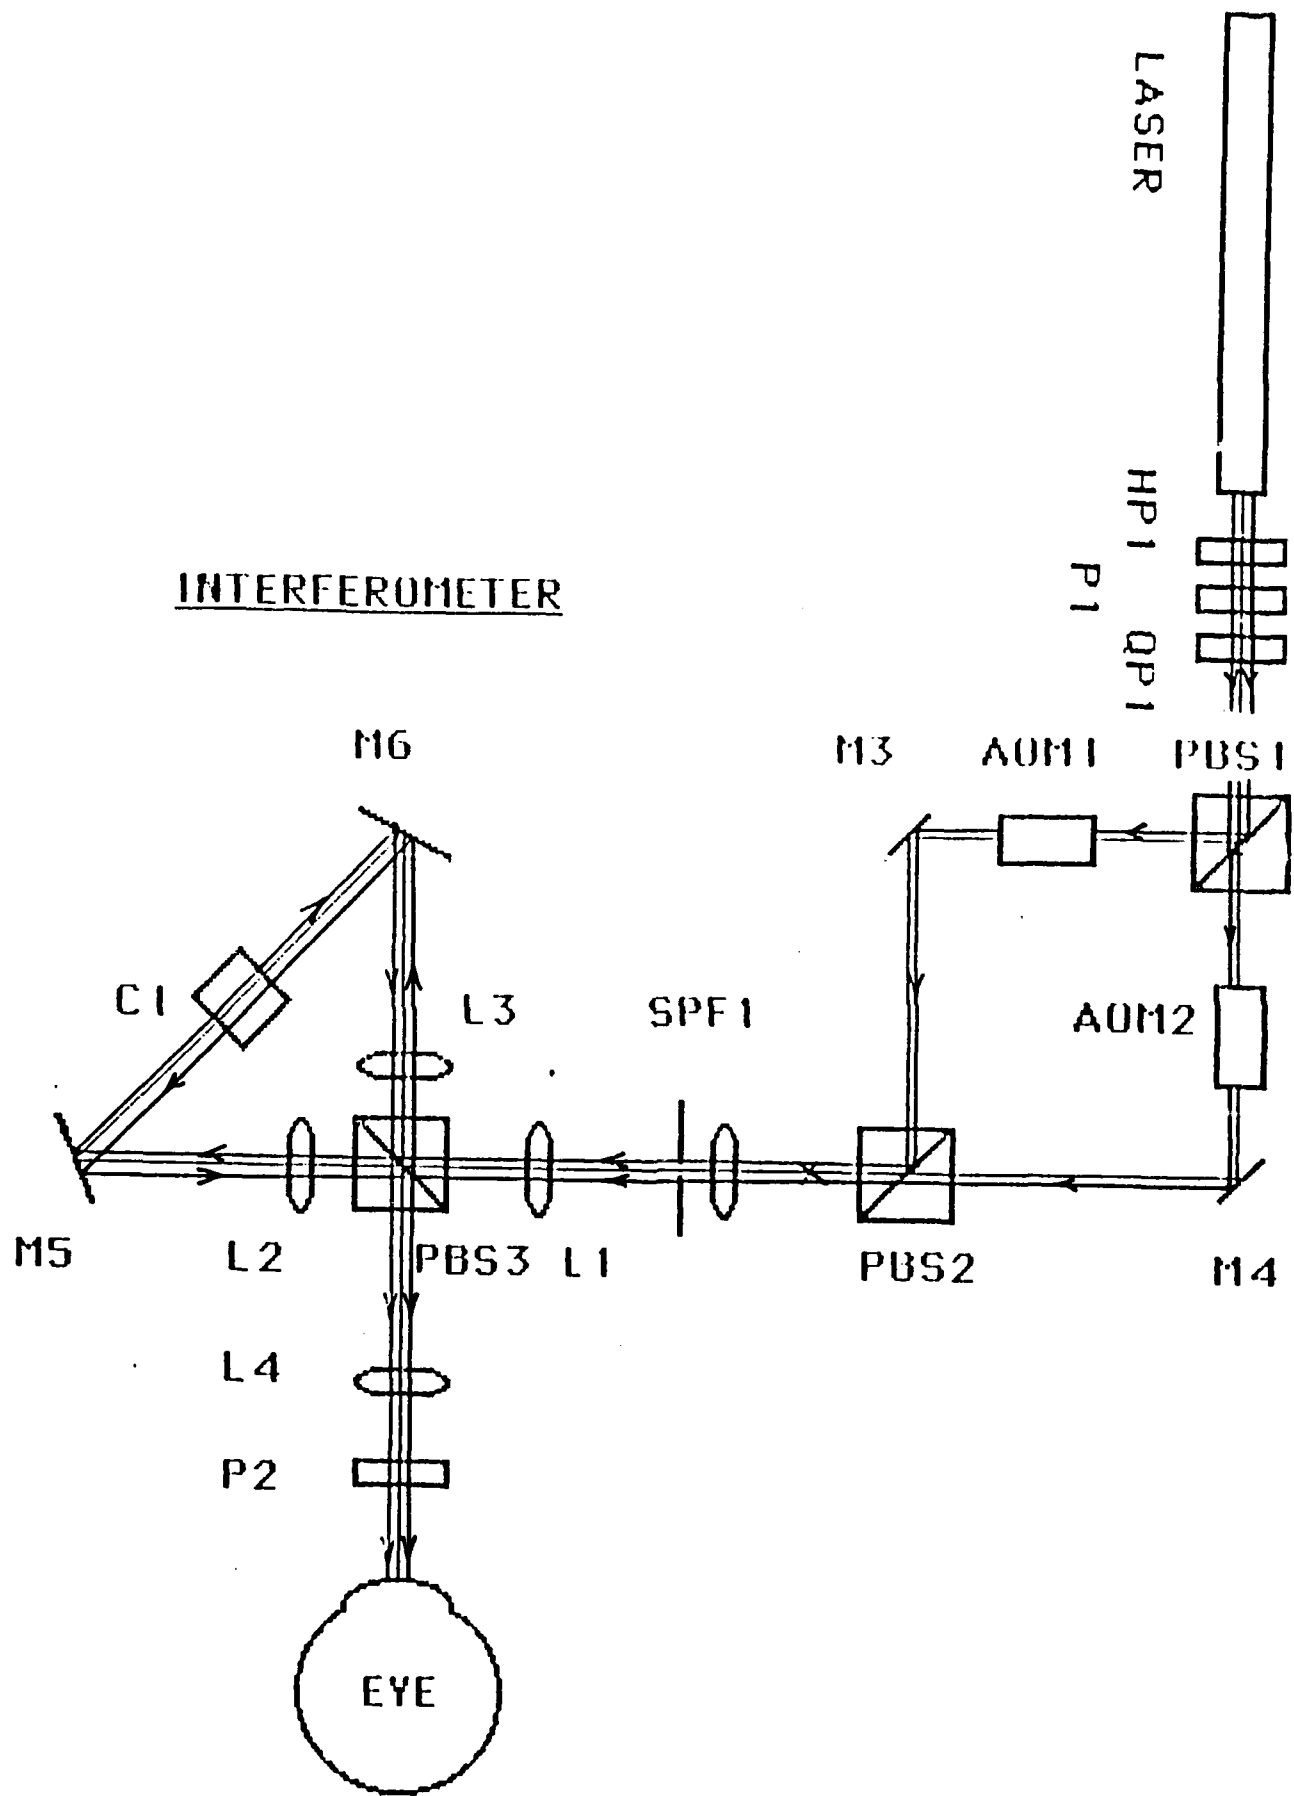 LASER
HP1
P1
QP1
INTERFEROMETER
M6
M3
AOM1
PBS1
C1
L3
SPF1
AOM2
M5
L2
PBS3
L1
PBS2
M4
L4
P2
EYE